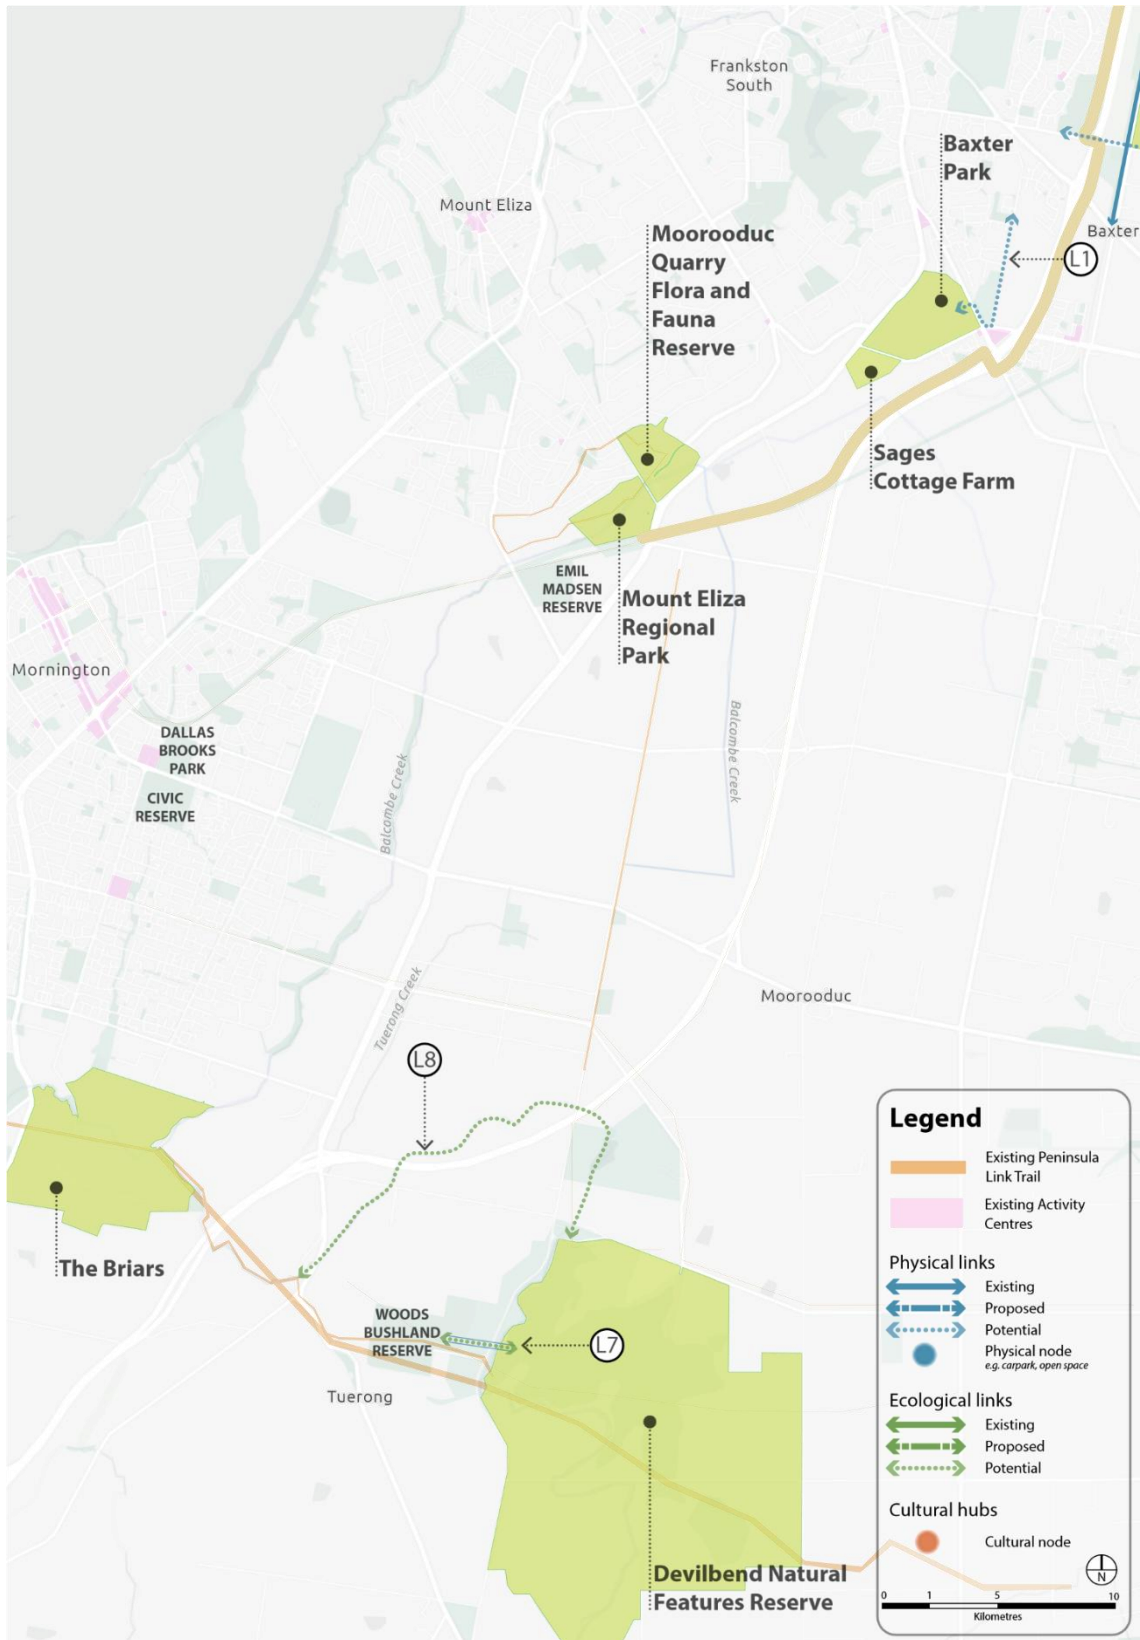 Frankston
South
Baxter
Park
Mount Eliza
Moorooduc
Quarry
Flora and
Fauna
Reserve
Baxter
L1
Sages
Cottage Farm
EMIL
MADSEN
RESERVE
Mount Eliza
Regional
Park
Mornington
DALLAS
BROOKS
PARK
CIVIC
RESERVE
Balcombe Creek
Balcombe Creek
Tuerong Creek
Moorooduc
L8
The Briars
WOODS
BUSHLAND
RESERVE
L7
Tuerong
Devilbend Natural
Features Reserve
Legend
Existing Peninsula
Link Trail
Existing Activity
Centres
Physical links
Existing
Proposed
Potential
Physical node
e.g. carpark, open space
Ecological links
Existing
Proposed
Potential
Cultural hubs
Cultural node
N
0 1 5 10
Kilometres